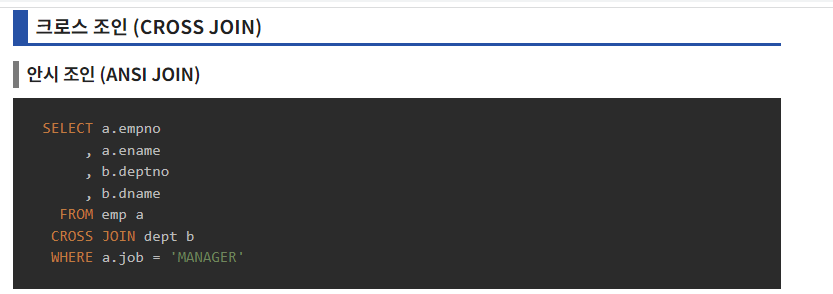 크로스 조인 (CROSS JOIN)
안시 조인 (ANSI JOIN)
SELECT a.empno
, a.ename
, b.deptno
, b.dname
FROM emp a
CROSS JOIN dept b
WHERE a.job = 'MANAGER'